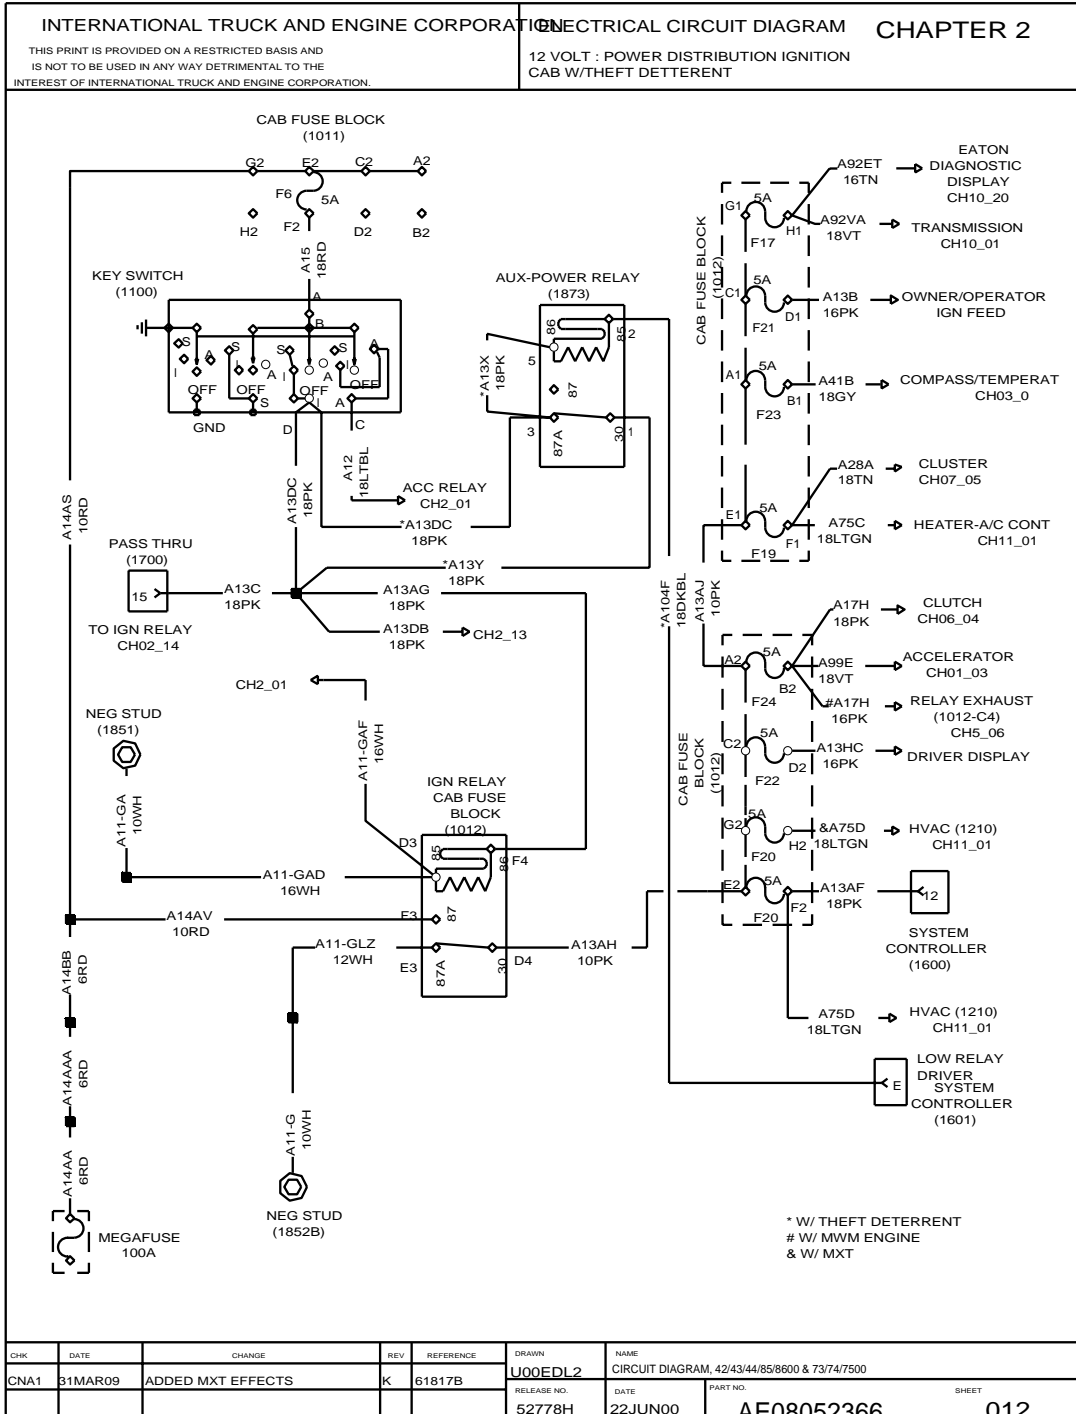 INTERNATIONAL TRUCK AND ENGINE CORPORATION
THIS PRINT IS PROVIDED ON A RESTRICTED BASIS AND
IS NOT TO BE USED IN ANY WAY DETRIMENTAL TO THE
INTEREST OF INTERNATIONAL TRUCK AND ENGINE CORPORATION.
ELECTRICAL CIRCUIT DIAGRAM
CHAPTER 2
12 VOLT : POWER DISTRIBUTION IGNITION
CAB W/THEFT DETTERENT
CAB FUSE BLOCK
(1011)
G2 E2 C2 A2
F6 5A
H2 F2 D2 B2
A15
18RD
KEY SWITCH
(1100)
A
B
S A S S S A
I A I A I
OFF OFF OFF OFF
S I A
GND D C
A12
18LTBL
ACC RELAY
CH2_01
A13DC
18PK
*A13DC
18PK
AUX-POWER RELAY
(1873)
86 85 2
5
87
3 87A 30 1
*A13X
18PK
A14AS
10RD
PASS THRU
(1700)
15
TO IGN RELAY
CH02_14
A13C
18PK
*A13Y
18PK
A13AG
18PK
A13DB
18PK
CH2_13
CH2_01
A11-GAF
16WH
NEG STUD
(1851)
A11-GA
10WH
A11-GAD
16WH
IGN RELAY
CAB FUSE
BLOCK
(1012)
D3 85 86 F4
F3 87
E3 87A 30 D4
A14AV
10RD
A11-GLZ
12WH
A13AH
10PK
A14BB
6RD
A14AAA
6RD
A14AA
6RD
MEGAFUSE
100A
A11-G
10WH
NEG STUD
(1852B)
*A104F
18DKBL
A13AJ
10PK
CAB FUSE BLOCK
(1012)
G1 5A H1
F17
A92ET
16TN
EATON
DIAGNOSTIC
DISPLAY
CH10_20
A92VA
18VT
TRANSMISSION
CH10_01
C1 5A D1
F21
A13B
16PK
OWNER/OPERATOR
IGN FEED
A1 5A B1
F23
A41B
18GY
COMPASS/TEMPERAT
CH03_0
E1 5A F1
F19
A28A
18TN
CLUSTER
CH07_05
A75C
18LTGN
HEATER-A/C CONT
CH11_01
CAB FUSE
BLOCK
(1012)
A2 5A B2
F24
A17H
18PK
CLUTCH
CH06_04
A99E
18VT
ACCELERATOR
CH01_03
#A17H
16PK
RELAY EXHAUST
(1012-C4)
CH5_06
C2 5A D2
F22
A13HC
16PK
DRIVER DISPLAY
G2 5A H2
F20
&A75D
18LTGN
HVAC (1210)
CH11_01
E2 5A F2
F20
A13AF
18PK
12
SYSTEM
CONTROLLER
(1600)
A75D
18LTGN
HVAC (1210)
CH11_01
E
LOW RELAY
DRIVER
SYSTEM
CONTROLLER
(1601)
* W/ THEFT DETERRENT
# W/ MWM ENGINE
& W/ MXT
CHK DATE CHANGE REV REFERENCE
CNA1 31MAR09 ADDED MXT EFFECTS K 61817B
DRAWN
U00EDL2
NAME
CIRCUIT DIAGRAM, 42/43/44/85/8600 & 73/74/7500
RELEASE NO.
52778H
DATE
22JUN00
PART NO.
AE08052366
SHEET
012